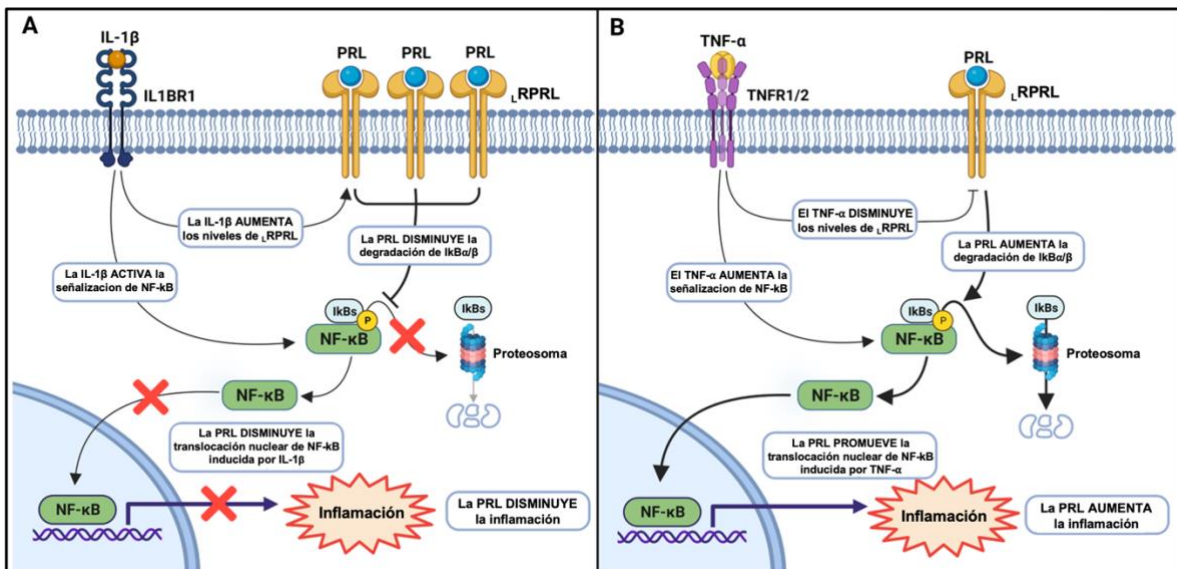 A
IL-1β
IL1BR1
PRL
PRL
PRL
LRPRL
La IL-1β AUMENTA
los niveles de LRPRL
La PRL DISMINUYE la
degradación de IkBα/β
La IL-1β ACTIVA la
señalizacion de NF-kB
IkBs
P
NF-κB
IkBs
Proteosoma
NF-κB
La PRL DISMINUYE la
translocación nuclear de NF-kB
inducida por IL-1β
NF-κB
Inflamación
La PRL DISMINUYE
la inflamación
B
TNF-α
TNFR1/2
PRL
LRPRL
El TNF-α DISMINUYE
los niveles de LRPRL
La PRL AUMENTA la
degradación de IkBα/β
El TNF-α AUMENTA la
señalizacion de NF-kB
IkBs
P
NF-κB
IkBs
Proteosoma
NF-κB
La PRL PROMUEVE la
translocación nuclear de NF-kB
inducida por TNF-α
NF-κB
Inflamación
La PRL AUMENTA
la inflamación